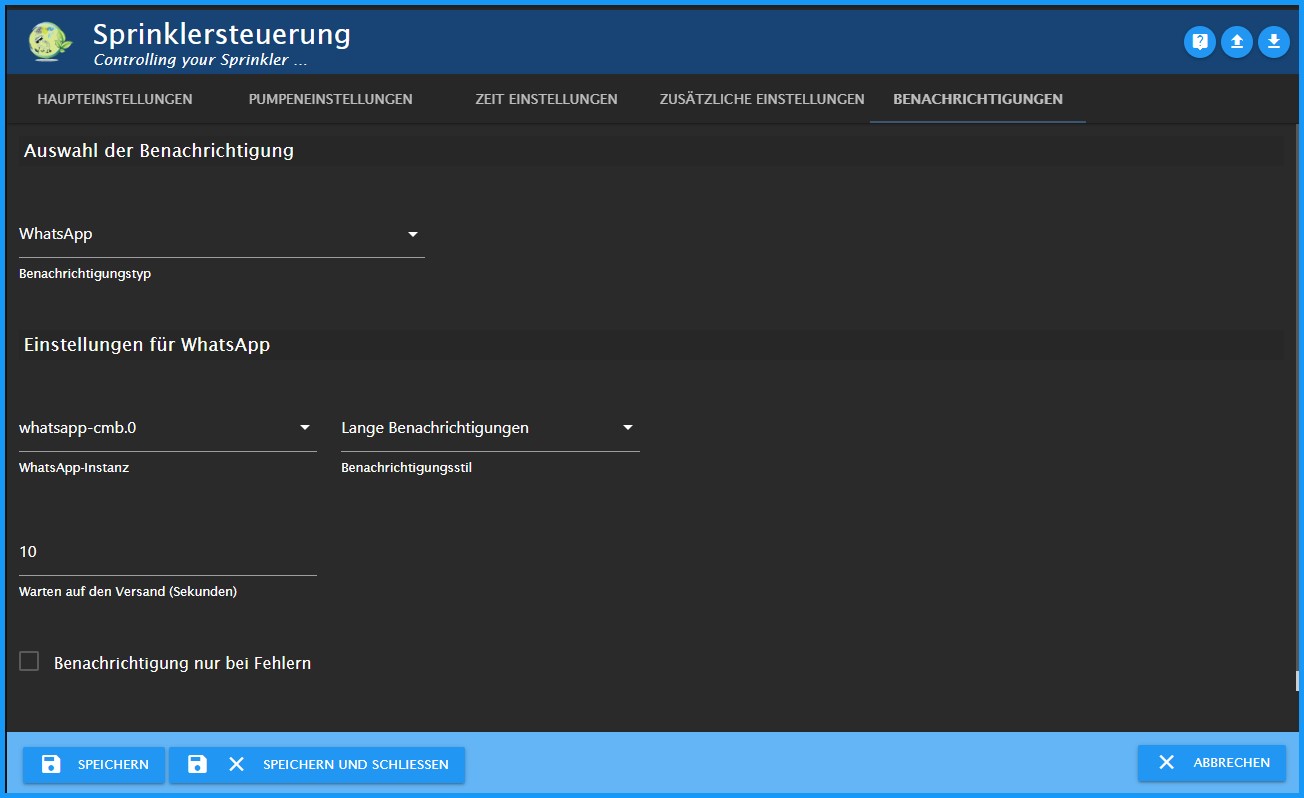 Sprinklersteuerung
Controlling your Sprinkler ...
HAUPTEINSTELLUNGEN PUMPENEINSTELLUNGEN ZEIT EINSTELLUNGEN ZUSÄTZLICHE EINSTELLUNGEN BENACHRICHTIGUNGEN
Auswahl der Benachrichtigung
WhatsApp
Benachrichtigungstyp
Einstellungen für WhatsApp
whatsapp-cmb.0 Lange Benachrichtigungen
WhatsApp-Instanz Benachrichtigungsstil
10
Warten auf den Versand (Sekunden)
Benachrichtigung nur bei Fehlern
SPEICHERN SPEICHERN UND SCHLIESSEN ABBRECHEN